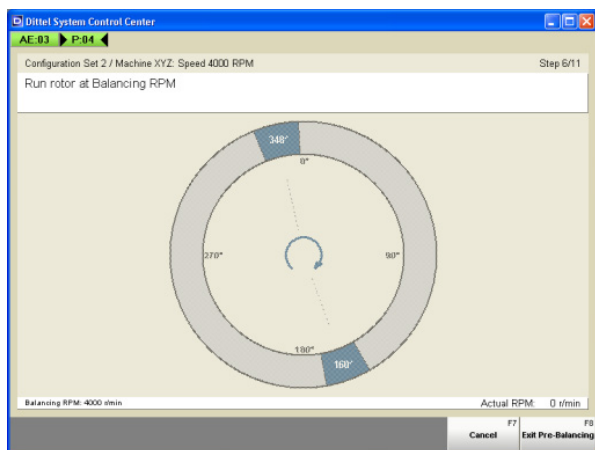 Dittel System Control Center
AE:03 P:04
Configuration Set 2 / Machine XYZ: Speed 4000 RPM Step 6/11
Run rotor at Balancing RPM
348°
0°
270° 90°
180°
160°
Balancing RPM: 4000 r/min Actual RPM: 0 r/min
F7 F8
Cancel Exit Pre-Balancing